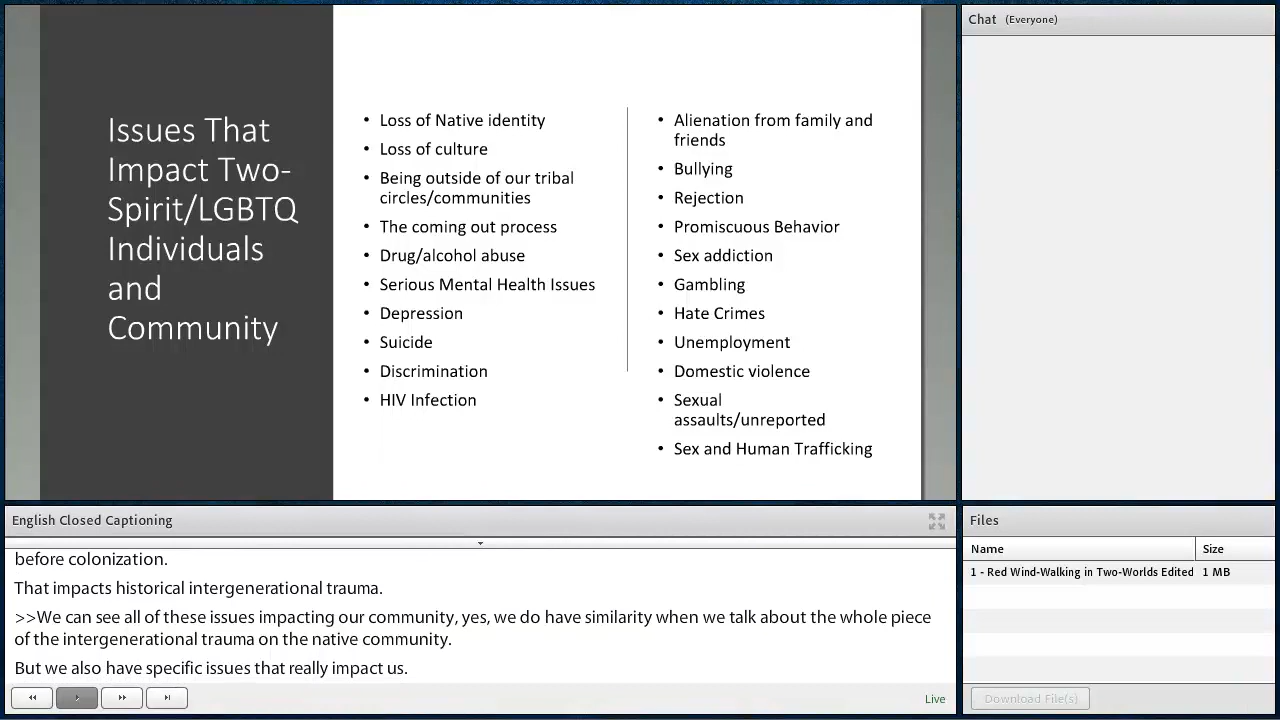 Issues That
Impact Two-
Spirit/LGBTQ
Individuals
and
Community
• Loss of Native identity
• Loss of culture
• Being outside of our tribal
circles/communities
• The coming out process
• Drug/alcohol abuse
• Serious Mental Health Issues
• Depression
• Suicide
• Discrimination
• HIV Infection
• Alienation from family and
friends
• Bullying
• Rejection
• Promiscuous Behavior
• Sex addiction
• Gambling
• Hate Crimes
• Unemployment
• Domestic violence
• Sexual
assaults/unreported
• Sex and Human Trafficking
Chat (Everyone)
English Closed Captioning
before colonization.
That impacts historical intergenerational trauma.
>>We can see all of these issues impacting our community, yes, we do have similarity when we talk about the whole piece
of the intergenerational trauma on the native community.
But we also have specific issues that really impact us.
Live
Files
Name Size
1 - Red Wind-Walking in Two-Worlds Edited 1 MB
Download File(s)